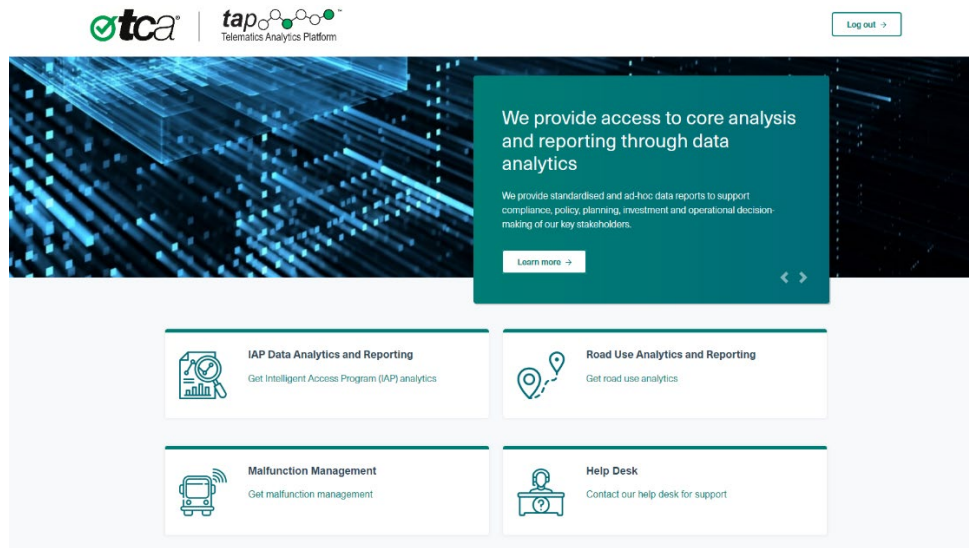 tca®
tap™
Telematics Analytics Platform
Log out →
We provide access to core analysis
and reporting through data
analytics
We provide standardised and ad-hoc data reports to support
compliance, policy, planning, investment and operational decision-
making of our key stakeholders.
Learn more →
IAP Data Analytics and Reporting
Get Intelligent Access Program (IAP) analytics
Road Use Analytics and Reporting
Get road use analytics
Malfunction Management
Get malfunction management
Help Desk
Contact our help desk for support